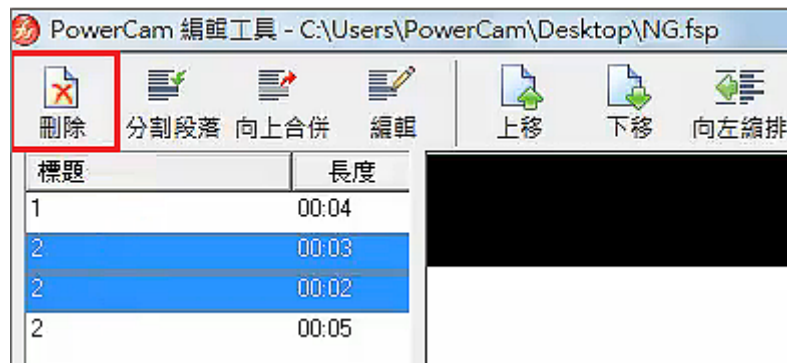 PowerCam 編輯工具 - C:\Users\PowerCam\Desktop\NG.fsp
刪除 分割段落 向上合併 編輯 上移 下移 向左編排
標題 長度
1 00:04
2 00:03
2 00:02
2 00:05